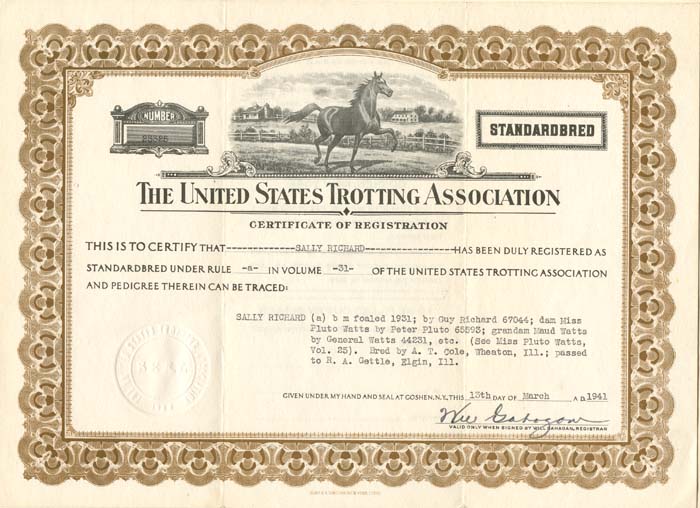 NUMBER
STANDARDBRED
THE UNITED STATES TROTTING ASSOCIATION
CERTIFICATE OF REGISTRATION
THIS IS TO CERTIFY THAT---------------SALLY RICHARD--------------------HAS BEEN DULY REGISTERED AS
STANDARDBRED UNDER RULE -a- IN VOLUME -31- OF THE UNITED STATES TROTTING ASSOCIATION
AND PEDIGREE THEREIN CAN BE TRACED:
SALLY RICHARD (a) b m foaled 1931; by Guy Richard 67044; dam Miss
Pluto Watts by Peter Pluto 65593; grandam Maud Watts
by General Watts 44231, etc. (See Miss Pluto Watts,
Vol. 25). Bred by A. T. Cole, Wheaton, Ill.; passed
to R. A. Gettle, Elgin, Ill.
GIVEN UNDER MY HAND AND SEAL AT GOSHEN, N.Y., THIS 13th DAY OF March A.D. 1941
Will Gahagan
VALID ONLY WHEN SIGNED BY WILL GAHAGAN, REGISTRAR